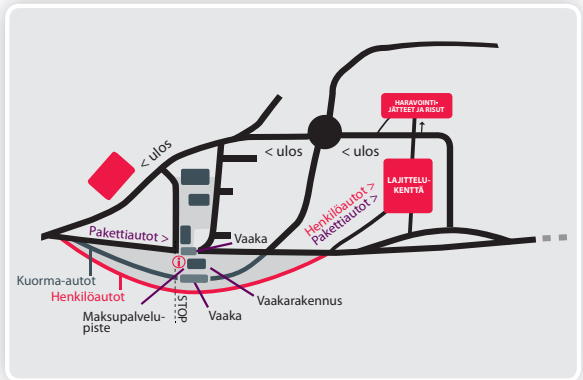 HARAVOINTI-
JÄTTEET JA RISUT
< ulos
< ulos
< ulos
LAJITTELU-
KENTTÄ
Henkilöautot >
Pakettiautot >
Pakettiautot >
Vaaka
i
Kuorma-autot
Henkilöautot
Maksupalvelu-
piste
STOP
Vaaka
Vaakarakennus